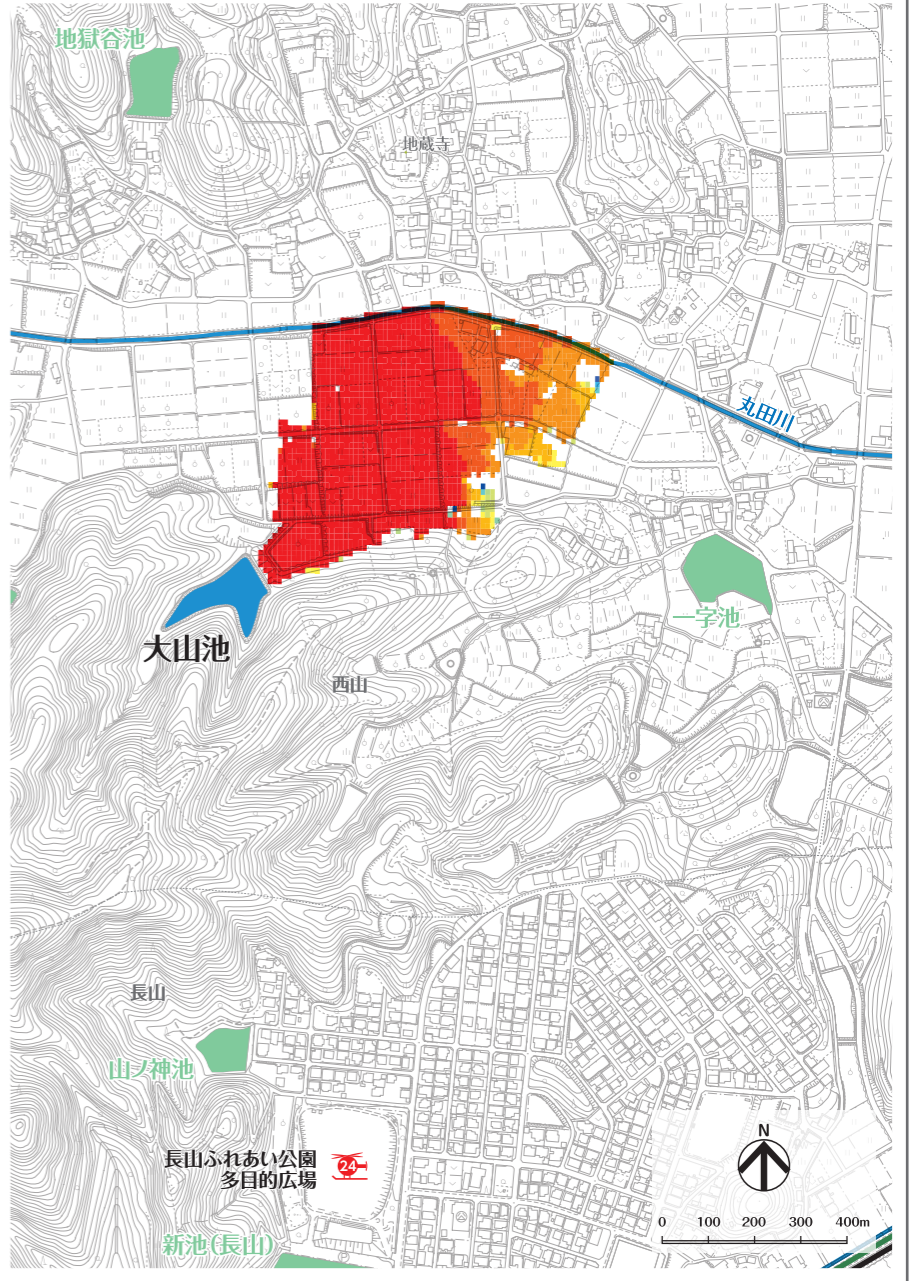 地獄谷池
地蔵寺
丸田川
一字池
大山池
西山
長山
山ノ神池
長山ふれあい公園
多目的広場
24
新池(長山)
N
0 100 200 300 400m